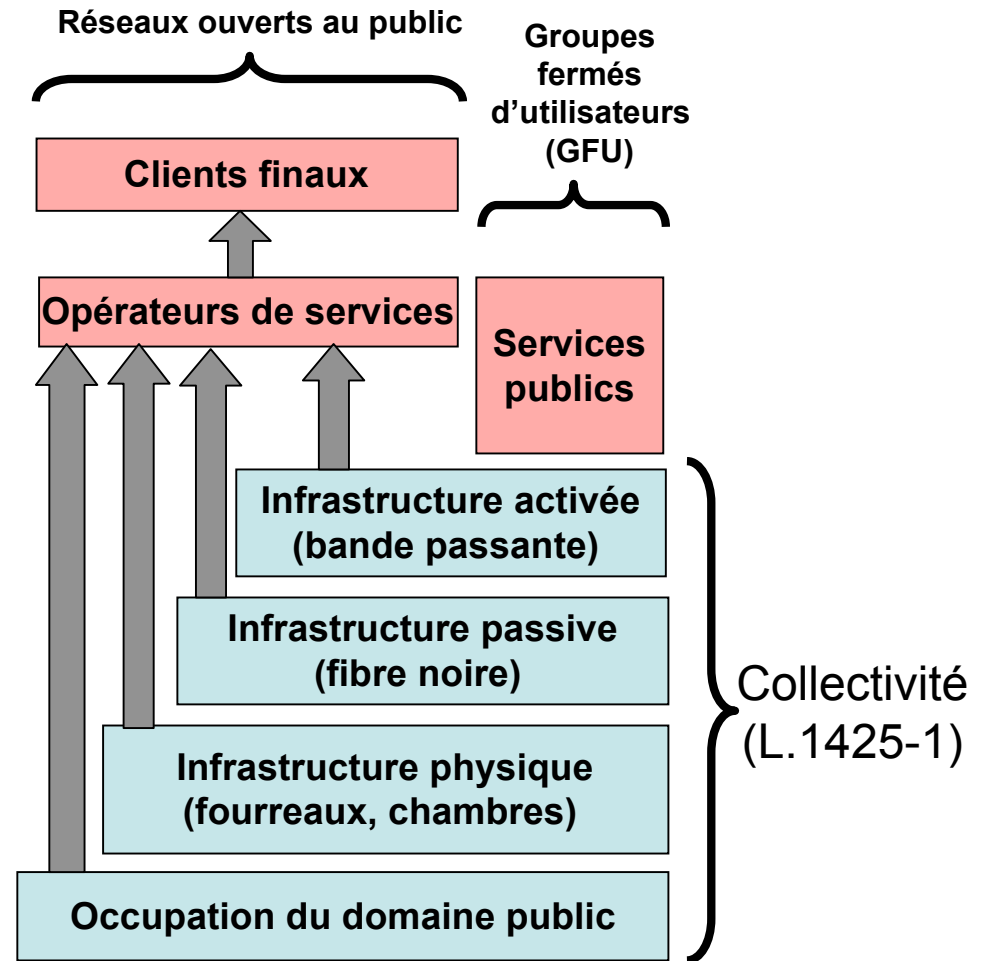 Réseaux ouverts au public
Groupes
fermés
d’utilisateurs
(GFU)
Clients finaux
Opérateurs de services
Services
publics
Infrastructure activée
(bande passante)
Infrastructure passive
(fibre noire)
Collectivité
(L.1425-1)
Infrastructure physique
(fourreaux, chambres)
Occupation du domaine public